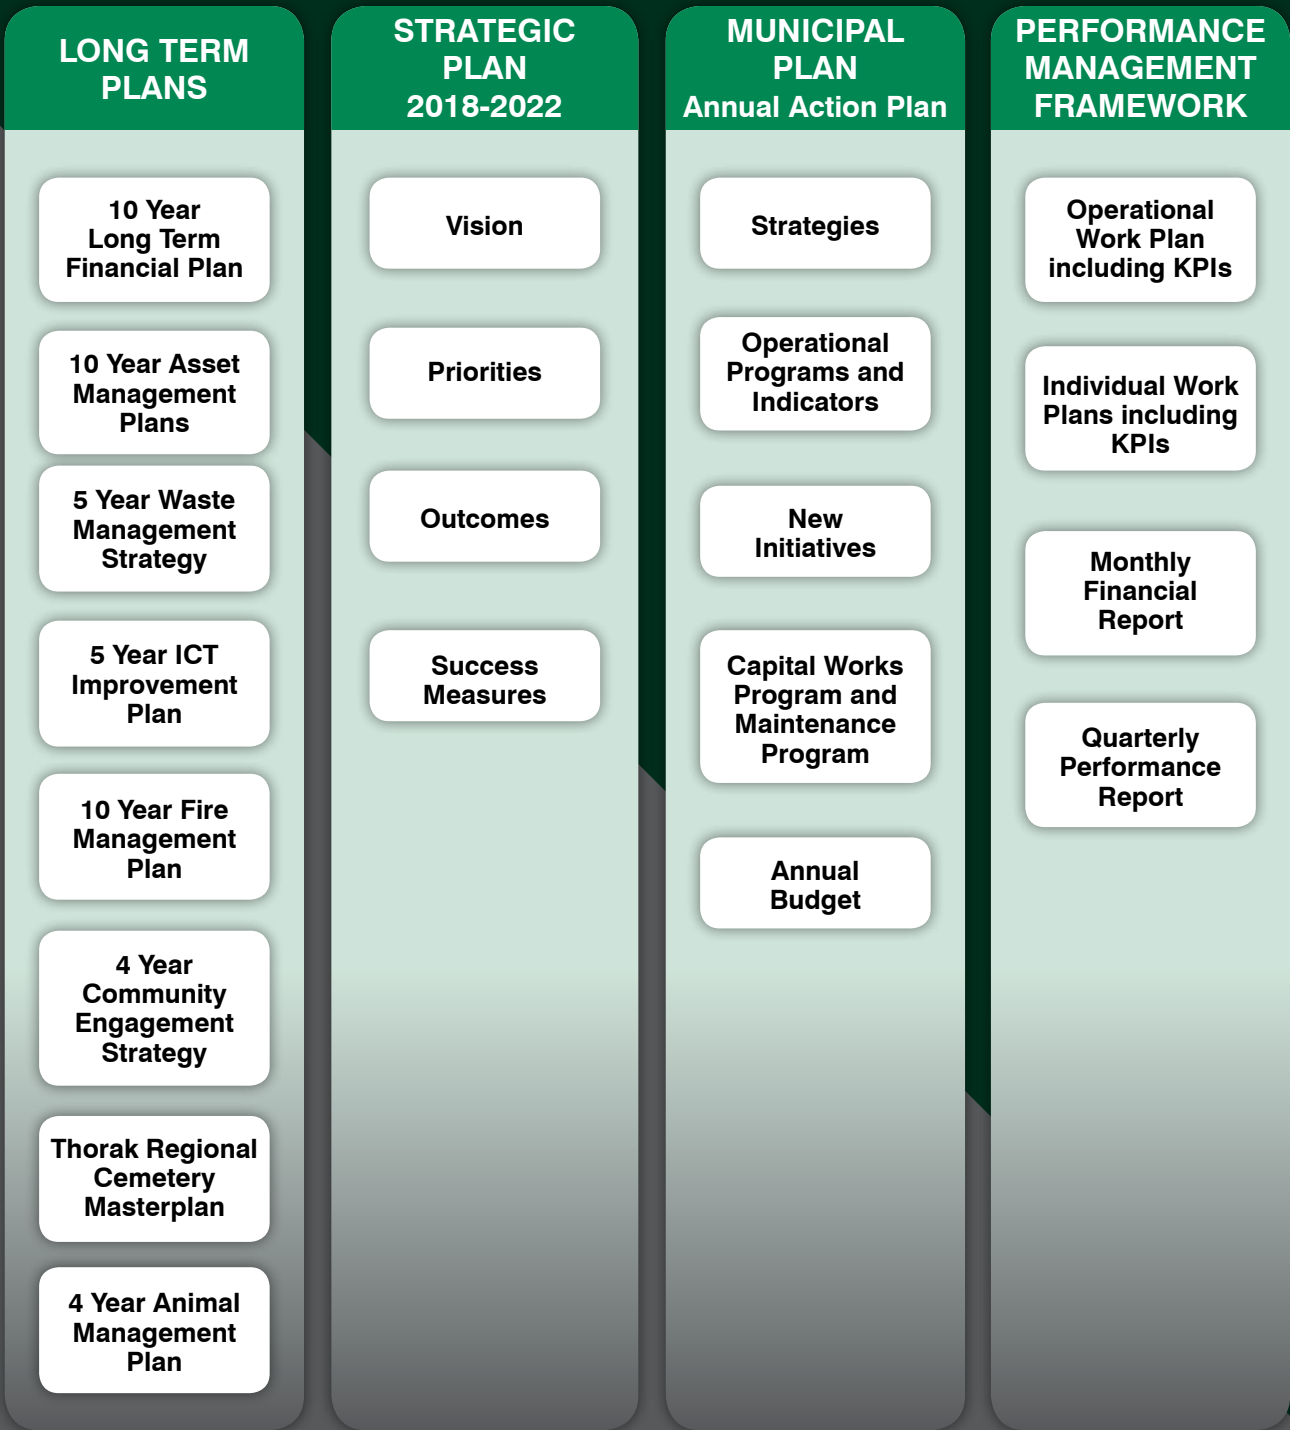 LONG TERM
PLANS
10 Year
Long Term
Financial Plan
10 Year Asset
Management
Plans
5 Year Waste
Management
Strategy
5 Year ICT
Improvement
Plan
10 Year Fire
Management
Plan
4 Year
Community
Engagement
Strategy
Thorak Regional
Cemetery
Masterplan
4 Year Animal
Management
Plan
STRATEGIC
PLAN
2018-2022
Vision
Priorities
Outcomes
Success
Measures
MUNICIPAL
PLAN
Annual Action Plan
Strategies
Operational
Programs and
Indicators
New
Initiatives
Capital Works
Program and
Maintenance
Program
Annual
Budget
PERFORMANCE
MANAGEMENT
FRAMEWORK
Operational
Work Plan
including KPIs
Individual Work
Plans including
KPIs
Monthly
Financial
Report
Quarterly
Performance
Report